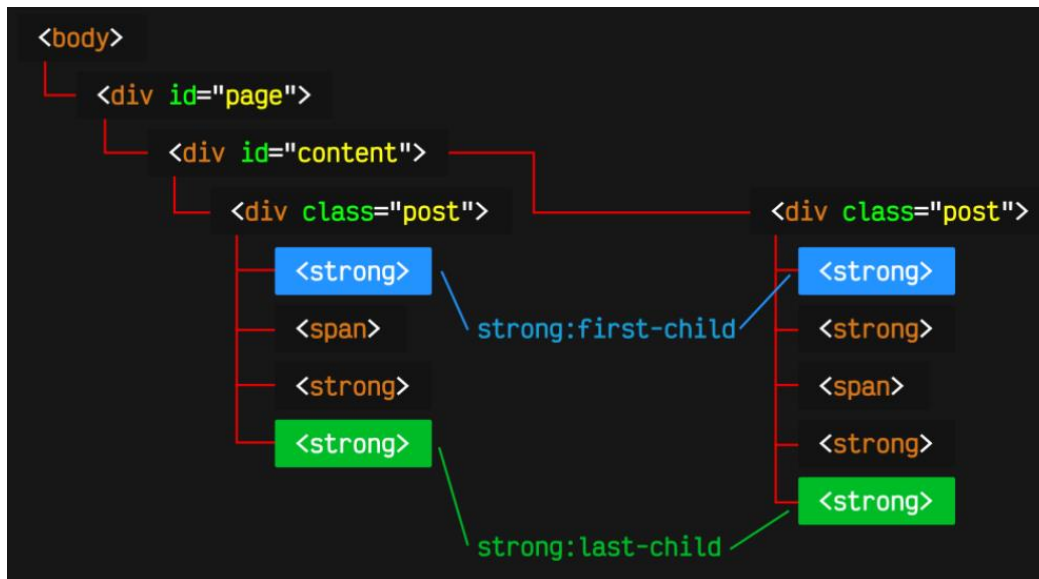 <body>
<div id="page">
<div id="content">
<div class="post">
<strong>
<span>
<strong>
<strong>
strong:first-child
strong:last-child
<div class="post">
<strong>
<strong>
<span>
<strong>
<strong>